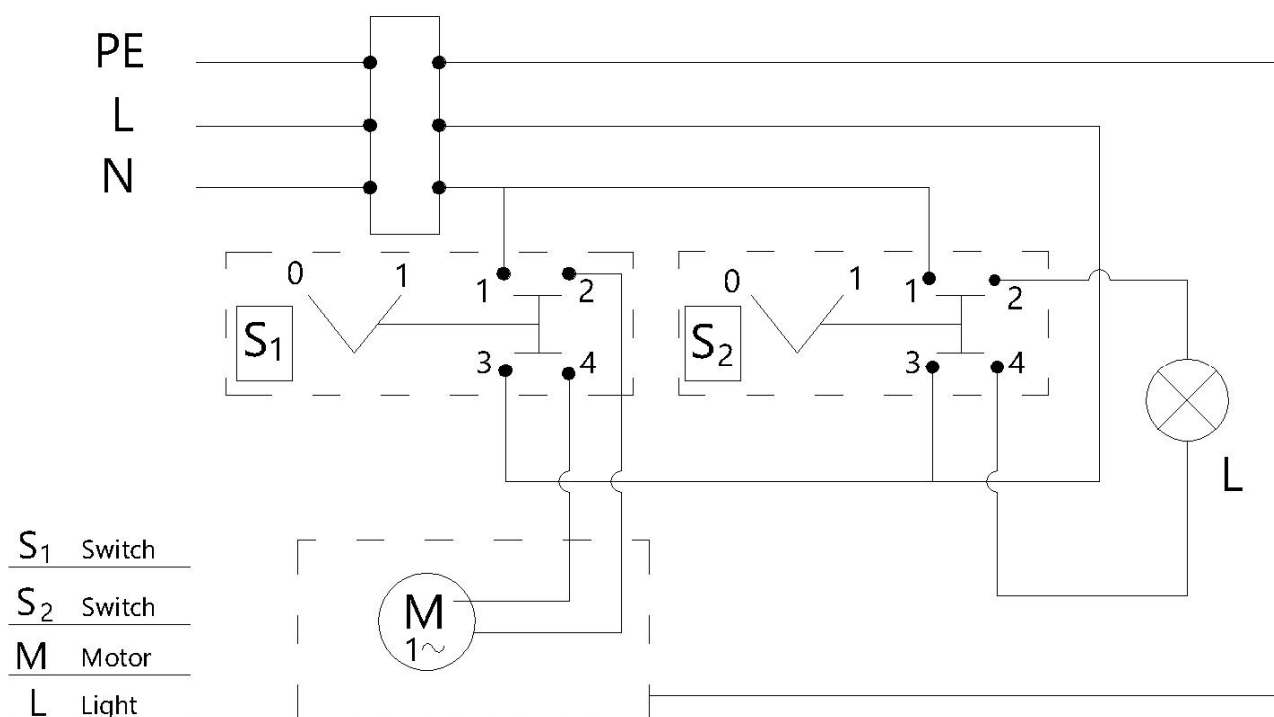 PE
L
N
0 1
1 2
S1
3 4
0 1
1 2
S2
3 4
L
M
1~
S1 Switch
S2 Switch
M Motor
L Light